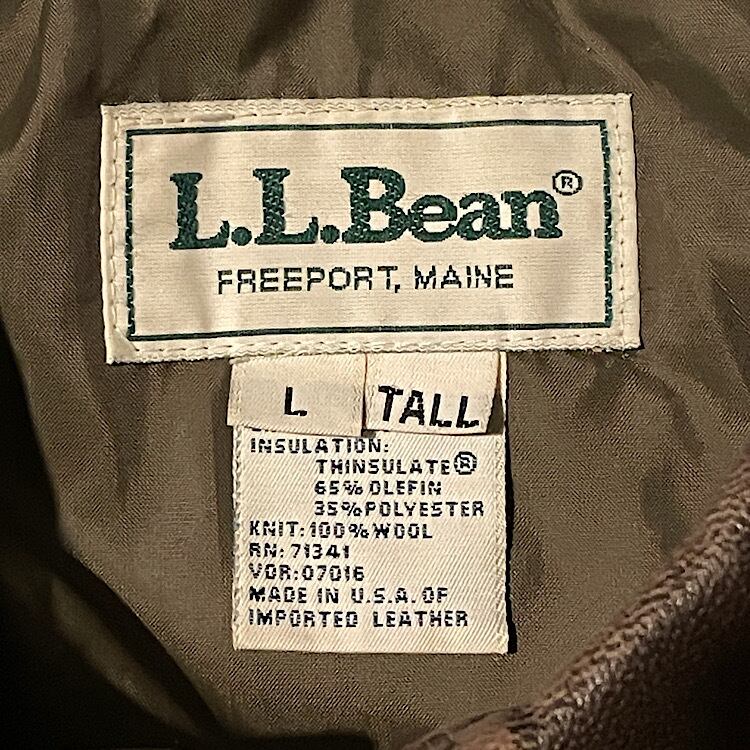 L.L.Bean®
FREEPORT, MAINE
L TALL
INSULATION:
THINSULATE®
65% OLEFIN
35% POLYESTER
KNIT: 100% WOOL
RN: 71341
VDR: 07016
MADE IN U.S.A. OF
IMPORTED LEATHER